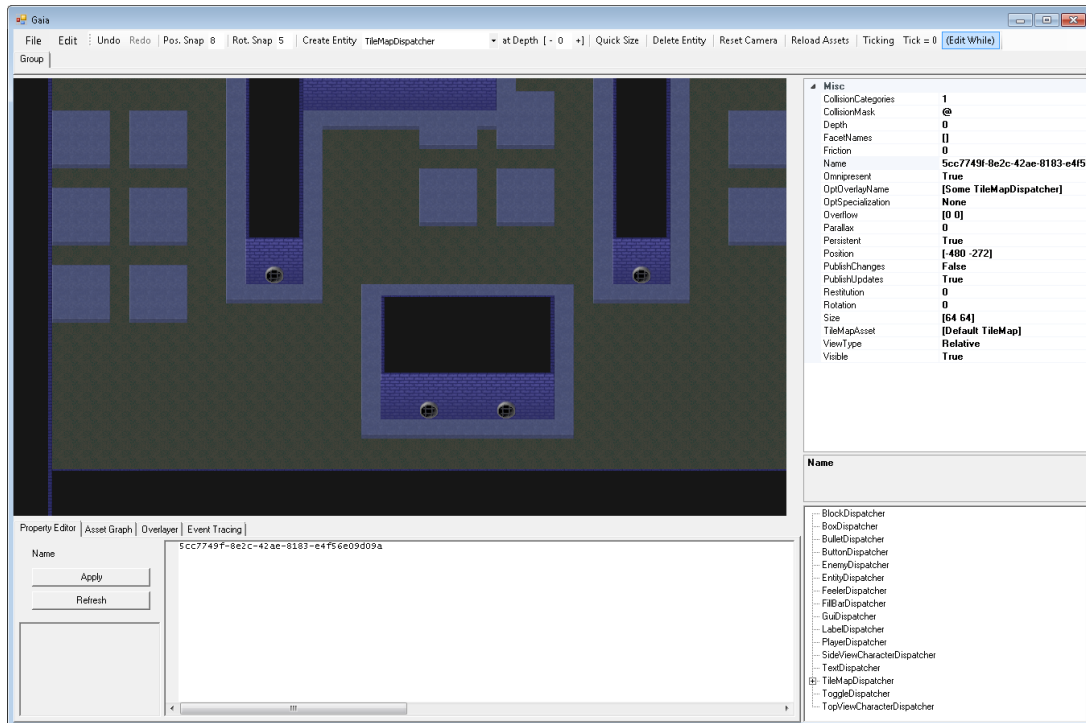 Gaia
File Edit Undo Redo Pos. Snap 8 Rot. Snap 5 Create Entity TileMapDispatcher at Depth [ - 0 +] Quick Size Delete Entity Reset Camera Reload Assets Ticking Tick = 0 (Edit While)
Group
Misc
CollisionCategories 1
CollisionMask @
Depth 0
FacetNames []
Friction 0
Name 5cc7749f-8e2c-42ae-8183-e4f5
Omnipresent True
OptOverlayName [Some TileMapDispatcher]
OptSpecialization None
Overflow [0 0]
Parallax 0
Persistent True
Position [-480 -272]
PublishChanges False
PublishUpdates True
Restitution 0
Rotation 0
Size [64 64]
TileMapAsset [Default TileMap]
ViewType Relative
Visible True
Name
Property Editor Asset Graph Overlayer Event Tracing
Name
Apply
Refresh
5cc7749f-8e2c-42ae-8183-e4f56e09d09a
BlockDispatcher
BoxDispatcher
BulletDispatcher
ButtonDispatcher
EnemyDispatcher
EntityDispatcher
FeelerDispatcher
FillBarDispatcher
GuiDispatcher
LabelDispatcher
PlayerDispatcher
SideViewCharacterDispatcher
TextDispatcher
TileMapDispatcher
ToggleDispatcher
TopViewCharacterDispatcher